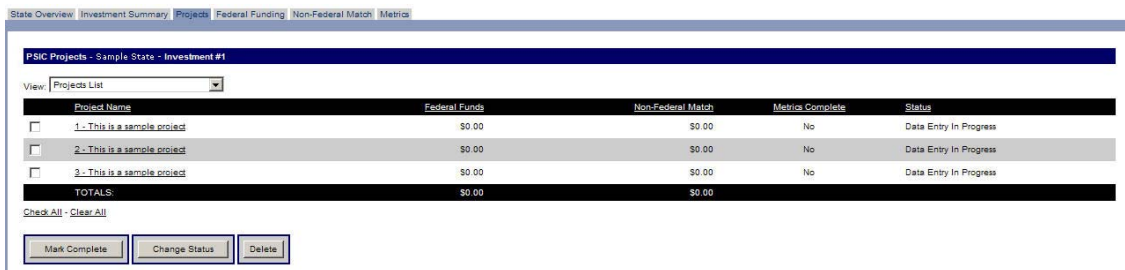 State Overview Investment Summary Projects Federal Funding Non-Federal Match Metrics
PSIC Projects - Sample State - Investment #1
View: Projects List
Project Name Federal Funds Non-Federal Match Metrics Complete Status
1 - This is a sample project $0.00 $0.00 No Data Entry In Progress
2 - This is a sample project $0.00 $0.00 No Data Entry In Progress
3 - This is a sample project $0.00 $0.00 No Data Entry In Progress
TOTALS: $0.00 $0.00
Check All - Clear All
Mark Complete Change Status Delete